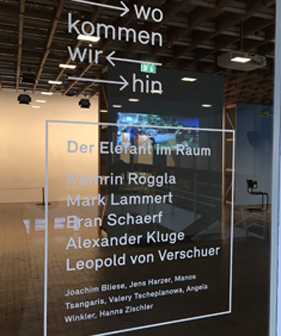 →wo
kommen
wir←
→hin
Der Elefant im Raum
Kathrin Röggla
Mark Lammert
Eran Schaerf
Alexander Kluge
Leopold von Verschuer
Joachim Bliese, Jens Harzer, Manos
Tsangaris, Valery Tscheplanowa, Angela
Winkler, Hanns Zischler